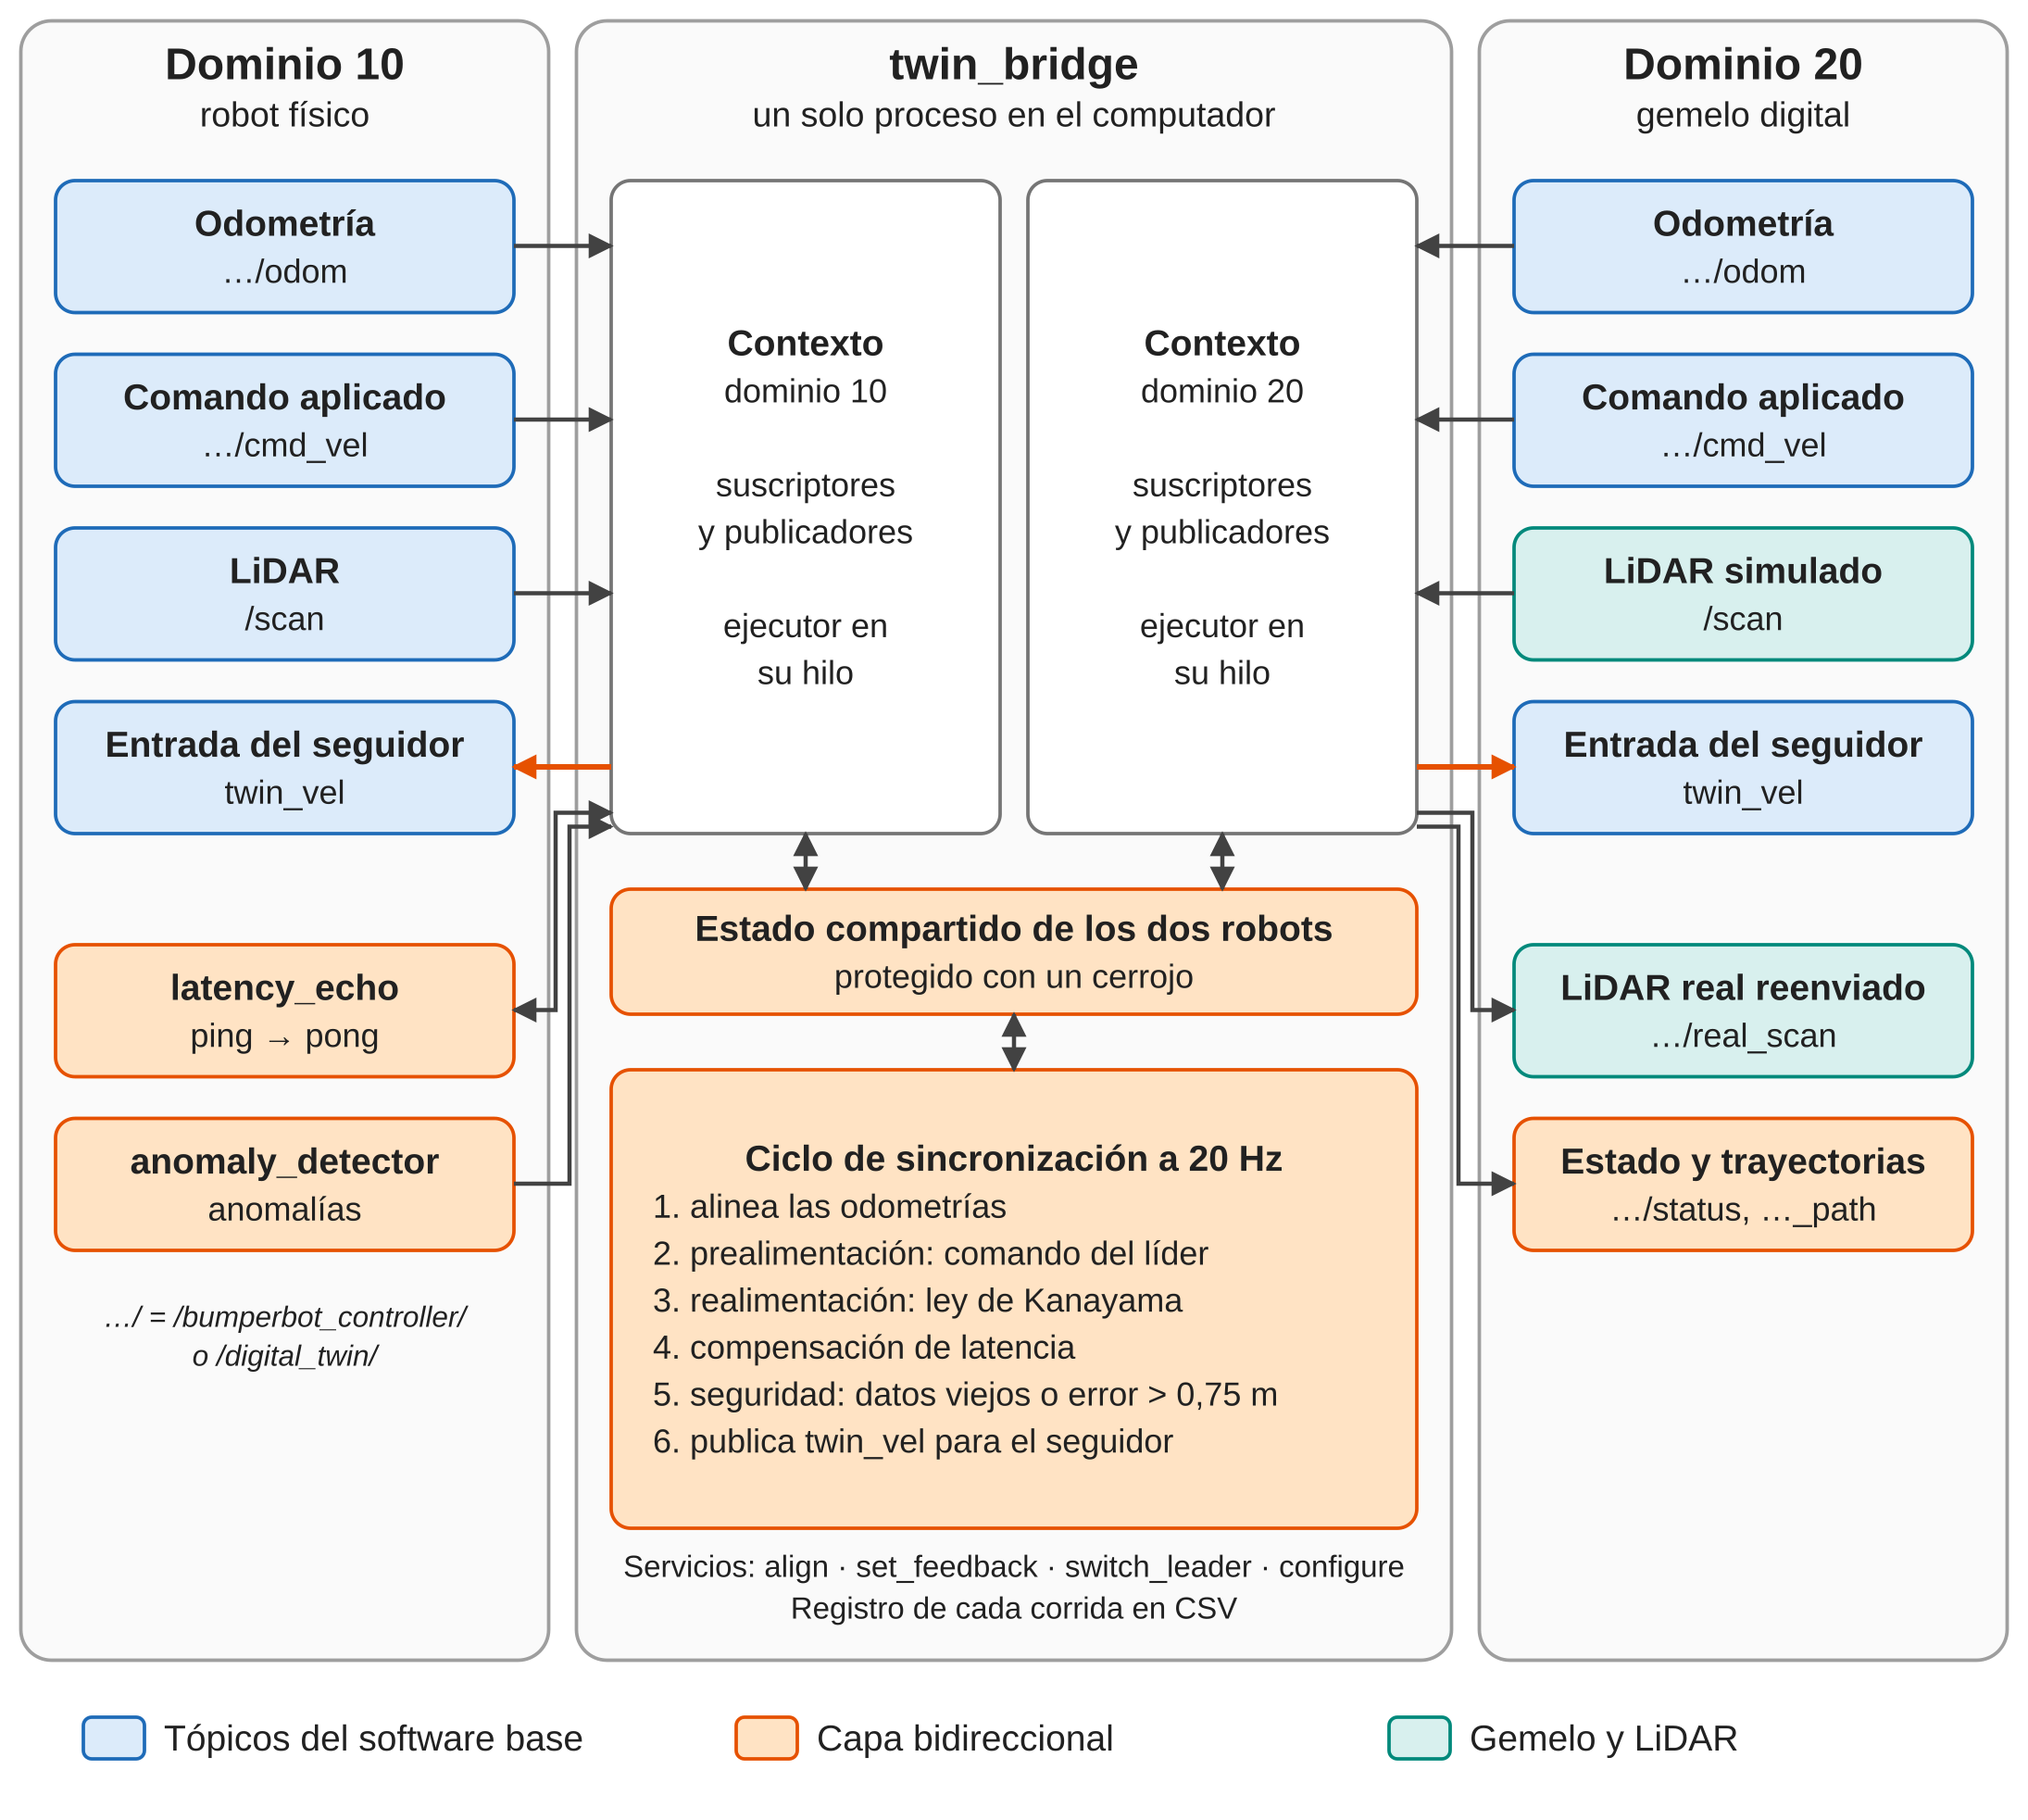 Dominio 10
robot físico
Odometría
…/odom
Comando aplicado
…/cmd_vel
LiDAR
/scan
Entrada del seguidor
twin_vel
latency_echo
ping → pong
anomaly_detector
anomalías
…/ = /bumperbot_controller/
o /digital_twin/
twin_bridge
un solo proceso en el computador
Contexto
dominio 10
suscriptores
y publicadores
ejecutor en
su hilo
Contexto
dominio 20
suscriptores
y publicadores
ejecutor en
su hilo
Estado compartido de los dos robots
protegido con un cerrojo
Ciclo de sincronización a 20 Hz
1. alinea las odometrías
2. prealimentación: comando del líder
3. realimentación: ley de Kanayama
4. compensación de latencia
5. seguridad: datos viejos o error > 0,75 m
6. publica twin_vel para el seguidor
Servicios: align · set_feedback · switch_leader · configure
Registro de cada corrida en CSV
Dominio 20
gemelo digital
Odometría
…/odom
Comando aplicado
…/cmd_vel
LiDAR simulado
/scan
Entrada del seguidor
twin_vel
LiDAR real reenviado
…/real_scan
Estado y trayectorias
…/status, …_path
Tópicos del software base
Capa bidireccional
Gemelo y LiDAR